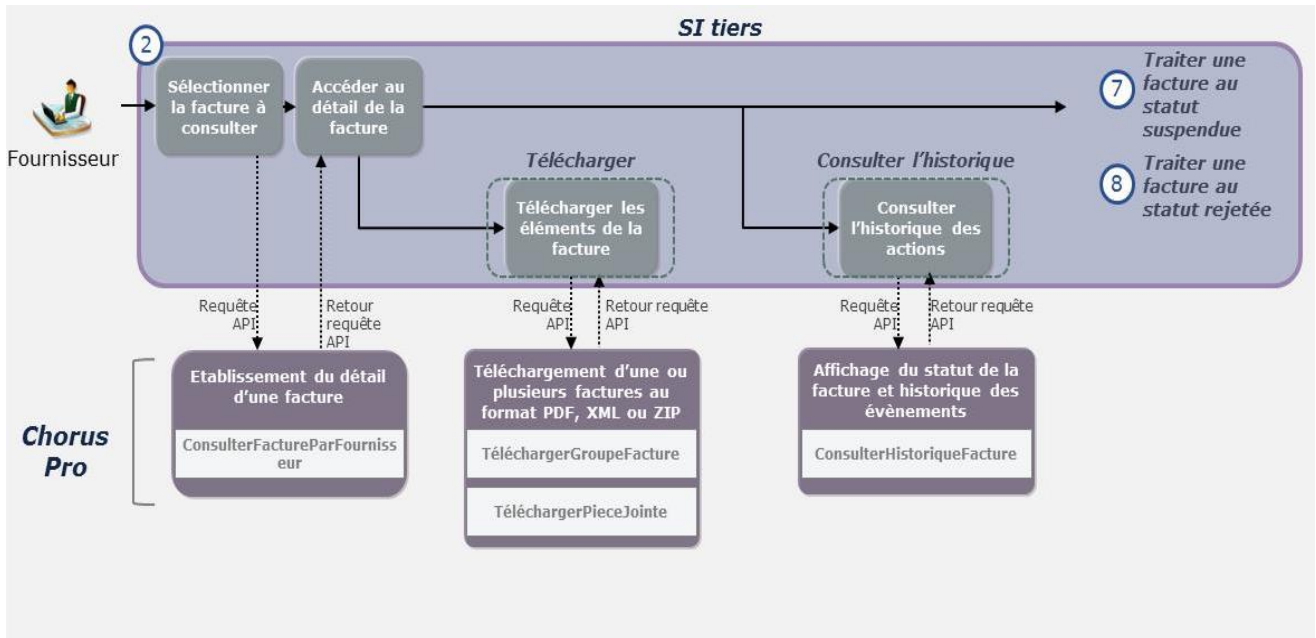 SI tiers
2
Sélectionner
la facture à
consulter
Accéder au
détail de la
facture
Fournisseur
7
Traiter une
facture au
statut
suspendue
8
Traiter une
facture au
statut rejetée
Télécharger
Télécharger les
éléments de la
facture
Consulter l’historique
Consulter
l’historique des
actions
Requête
API
Retour
requête
API
Requête
API
Retour requête
API
Requête
API
Retour requête
API
Chorus
Pro
Etablissement du détail
d’une facture
ConsulterFactureParFourniss
eur
Téléchargement d’une ou
plusieurs factures au
format PDF, XML ou ZIP
TéléchargerGroupeFacture
TéléchargerPieceJointe
Affichage du statut de la
facture et historique des
évènements
ConsulterHistoriqueFacture